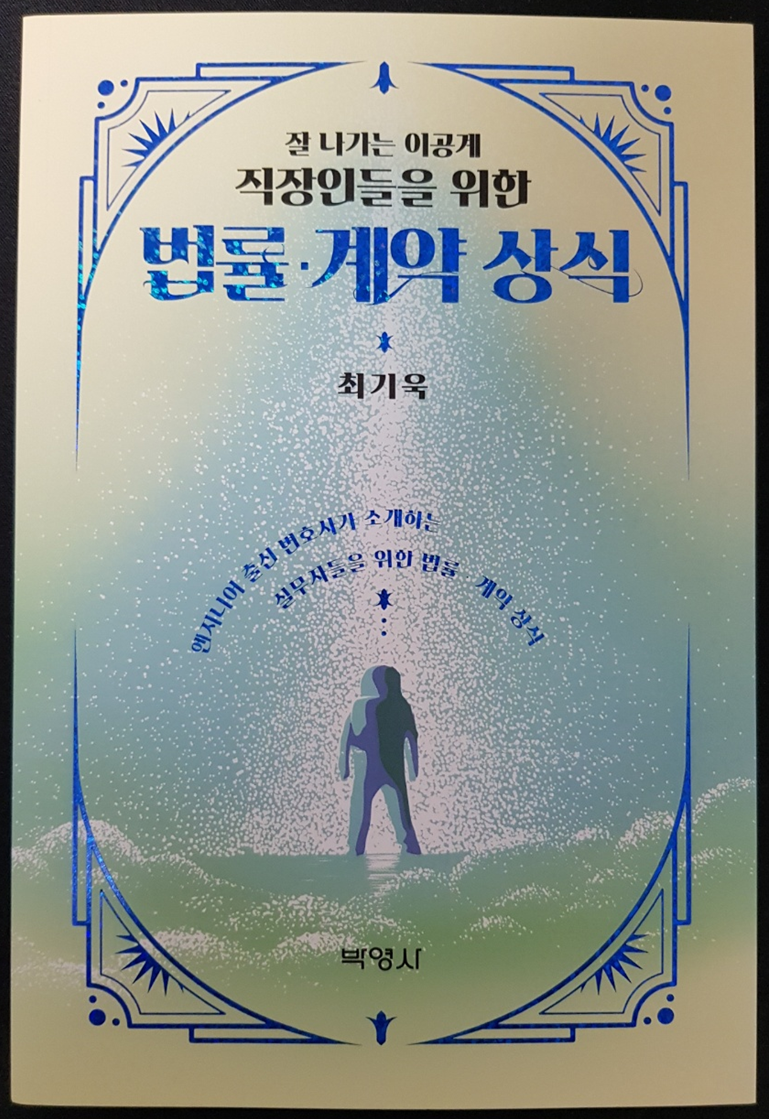 잘 나가는 이공계
직장인들을 위한
법률·계약 상식
최기욱
엔지니어 출신 변호사가 소개하는
실무자들을 위한 법률·계약 상식
박영사